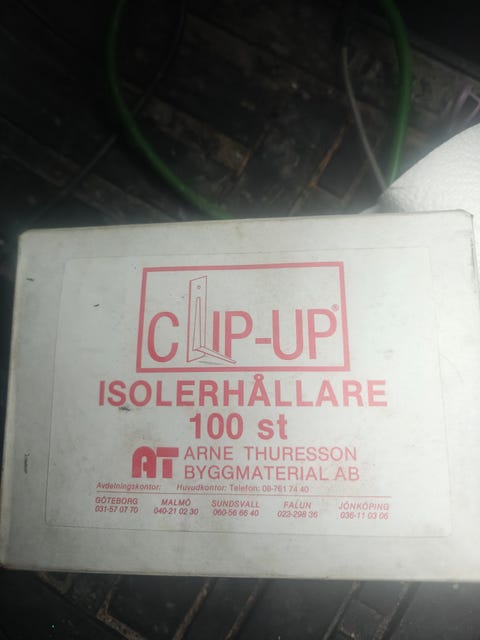 CLIP-UP®
ISOLERHÅLLARE
100 st
AT ARNE THURESSON
BYGGMATERIAL AB
Avdelningskontor: Huvudkontor: Telefon: 08-761 74 40
GÖTEBORG MALMÖ SUNDSVALL FALUN JÖNKÖPING
031-57 07 70 040-21 02 30 060-56 66 40 023-298 36 036-11 03 06